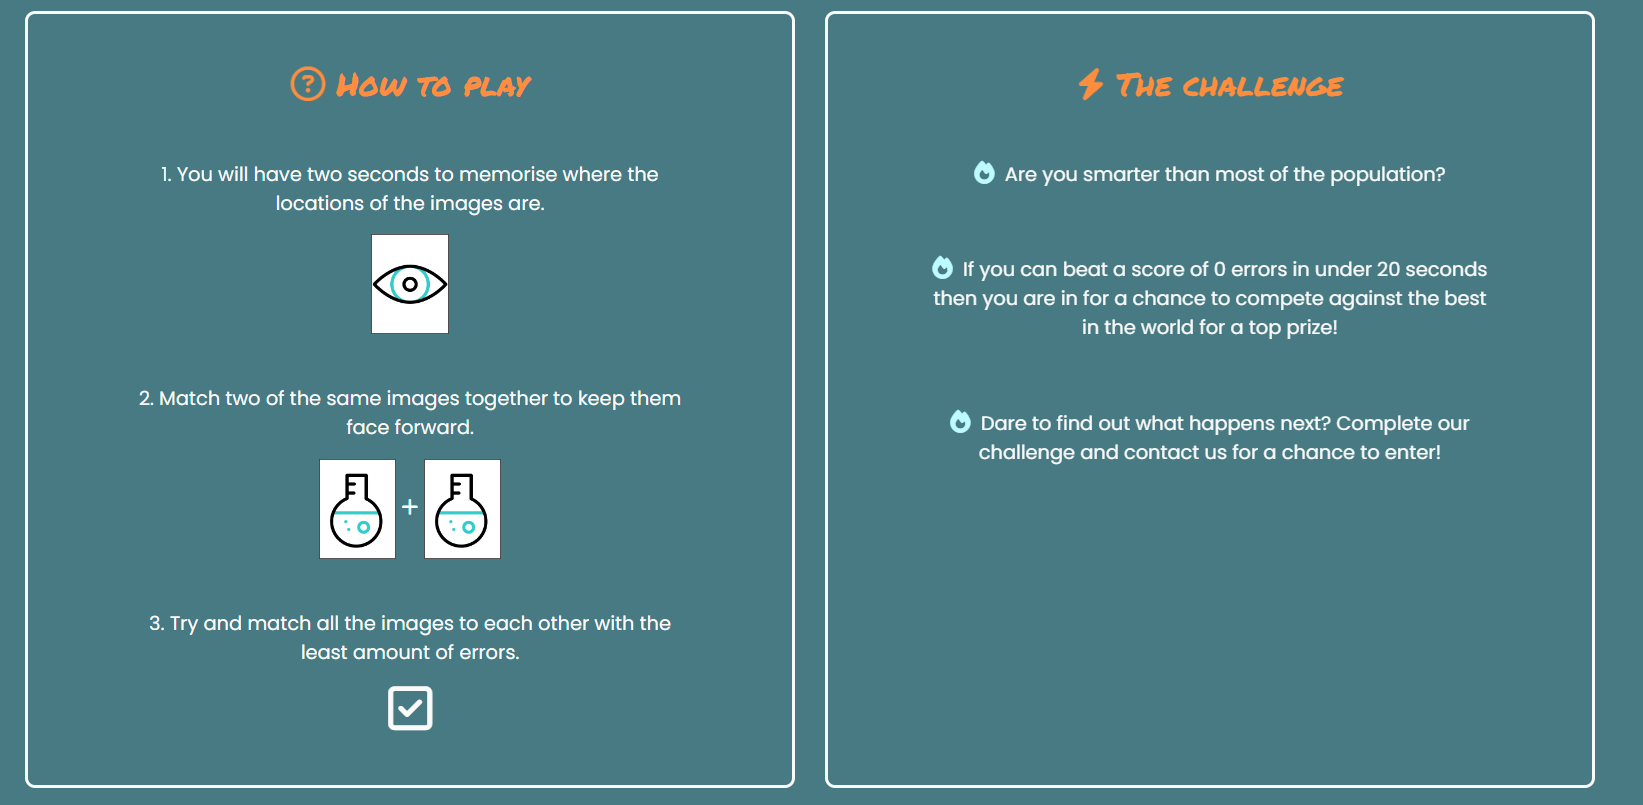 How to play
1. You will have two seconds to memorise where the
locations of the images are.
2. Match two of the same images together to keep them
face forward.
+
3. Try and match all the images to each other with the
least amount of errors.
The challenge
Are you smarter than most of the population?
If you can beat a score of 0 errors in under 20 seconds
then you are in for a chance to compete against the best
in the world for a top prize!
Dare to find out what happens next? Complete our
challenge and contact us for a chance to enter!